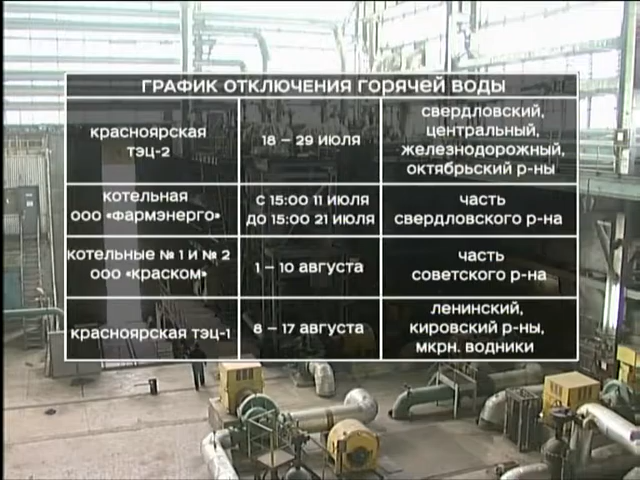 ГРАФИК ОТКЛЮЧЕНИЯ ГОРЯЧЕЙ ВОДЫ
КРАСНОЯРСКАЯ
ТЭЦ-2
18 – 29 ИЮЛЯ
СВЕРДЛОВСКИЙ,
ЦЕНТРАЛЬНЫЙ,
ЖЕЛЕЗНОДОРОЖНЫЙ,
ОКТЯБРЬСКИЙ Р-НЫ
КОТЕЛЬНАЯ
ООО «ФАРМЭНЕРГО»
С 15:00 11 ИЮЛЯ
ДО 15:00 21 ИЮЛЯ
ЧАСТЬ
СВЕРДЛОВСКОГО Р-НА
КОТЕЛЬНЫЕ № 1 И № 2
ООО «КРАСКОМ»
1 – 10 АВГУСТА
ЧАСТЬ
СОВЕТСКОГО Р-НА
КРАСНОЯРСКАЯ ТЭЦ-1
8 – 17 АВГУСТА
ЛЕНИНСКИЙ,
КИРОВСКИЙ Р-НЫ,
МКРН. ВОДНИКИ